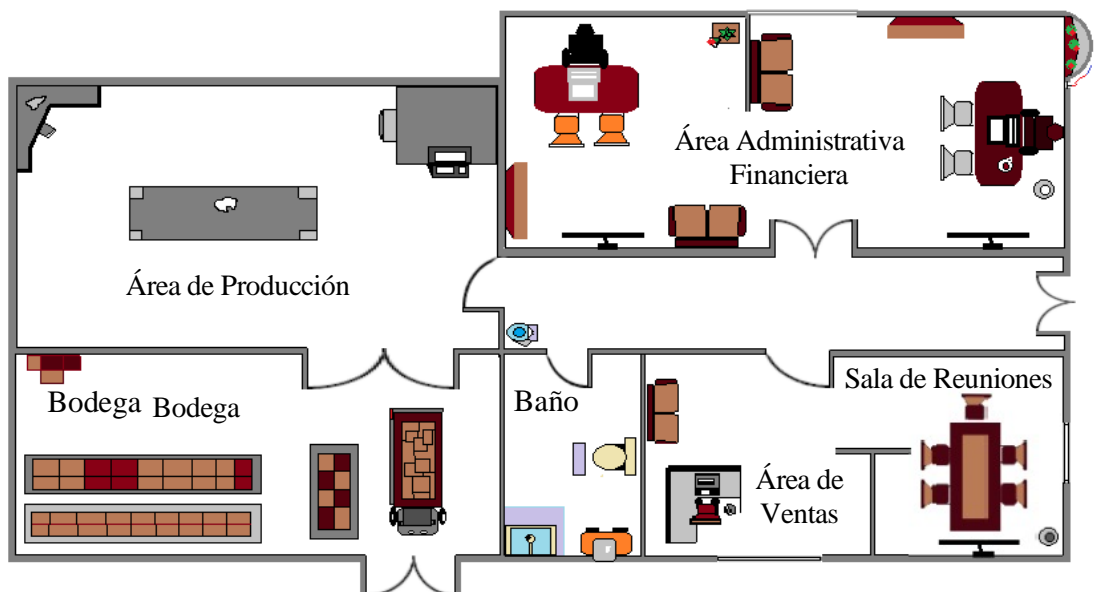 Área Administrativa
Financiera
Área de Producción
Bodega Bodega
Baño
Sala de Reuniones
Área de
Ventas